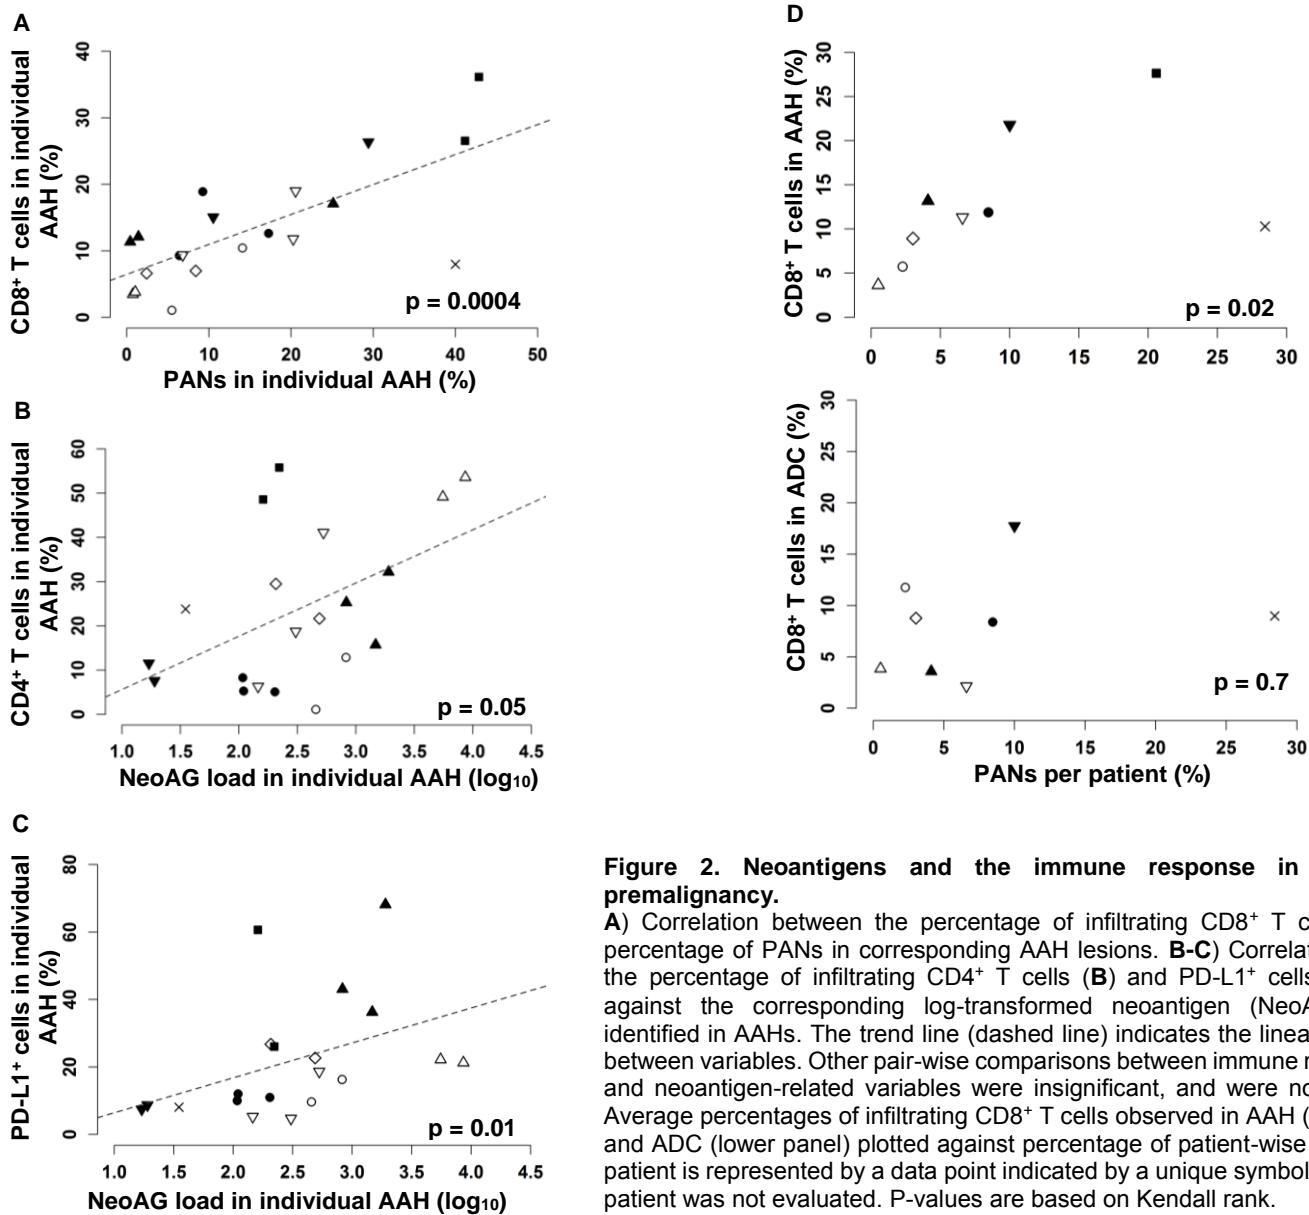 A
CD8+ T cells in individual
AAH (%)
40
30
20
10
0
p = 0.0004
0 10 20 30 40 50
PANs in individual AAH (%)
B
CD4+ T cells in individual
AAH (%)
60
50
40
30
20
10
0
p = 0.05
1.0 1.5 2.0 2.5 3.0 3.5 4.0 4.5
NeoAG load in individual AAH (log10)
C
PD-L1+ cells in individual
AAH (%)
80
60
40
20
0
p = 0.01
1.0 1.5 2.0 2.5 3.0 3.5 4.0 4.5
NeoAG load in individual AAH (log10)
D
CD8+ T cells in AAH (%)
30
25
20
15
10
5
0
p = 0.02
0 5 10 15 20 25 30
CD8+ T cells in ADC (%)
30
25
20
15
10
5
0
p = 0.7
0 5 10 15 20 25 30
PANs per patient (%)
Figure 2. Neoantigens and the immune response in
premalignancy.
A) Correlation between the percentage of infiltrating CD8+ T c
percentage of PANs in corresponding AAH lesions. B-C) Correlat
the percentage of infiltrating CD4+ T cells (B) and PD-L1+ cells
against the corresponding log-transformed neoantigen (NeoA
identified in AAHs. The trend line (dashed line) indicates the linea
between variables. Other pair-wise comparisons between immune
and neoantigen-related variables were insignificant, and were no
Average percentages of infiltrating CD8+ T cells observed in AAH (
and ADC (lower panel) plotted against percentage of patient-wise
patient is represented by a data point indicated by a unique symbol
patient was not evaluated. P-values are based on Kendall rank.